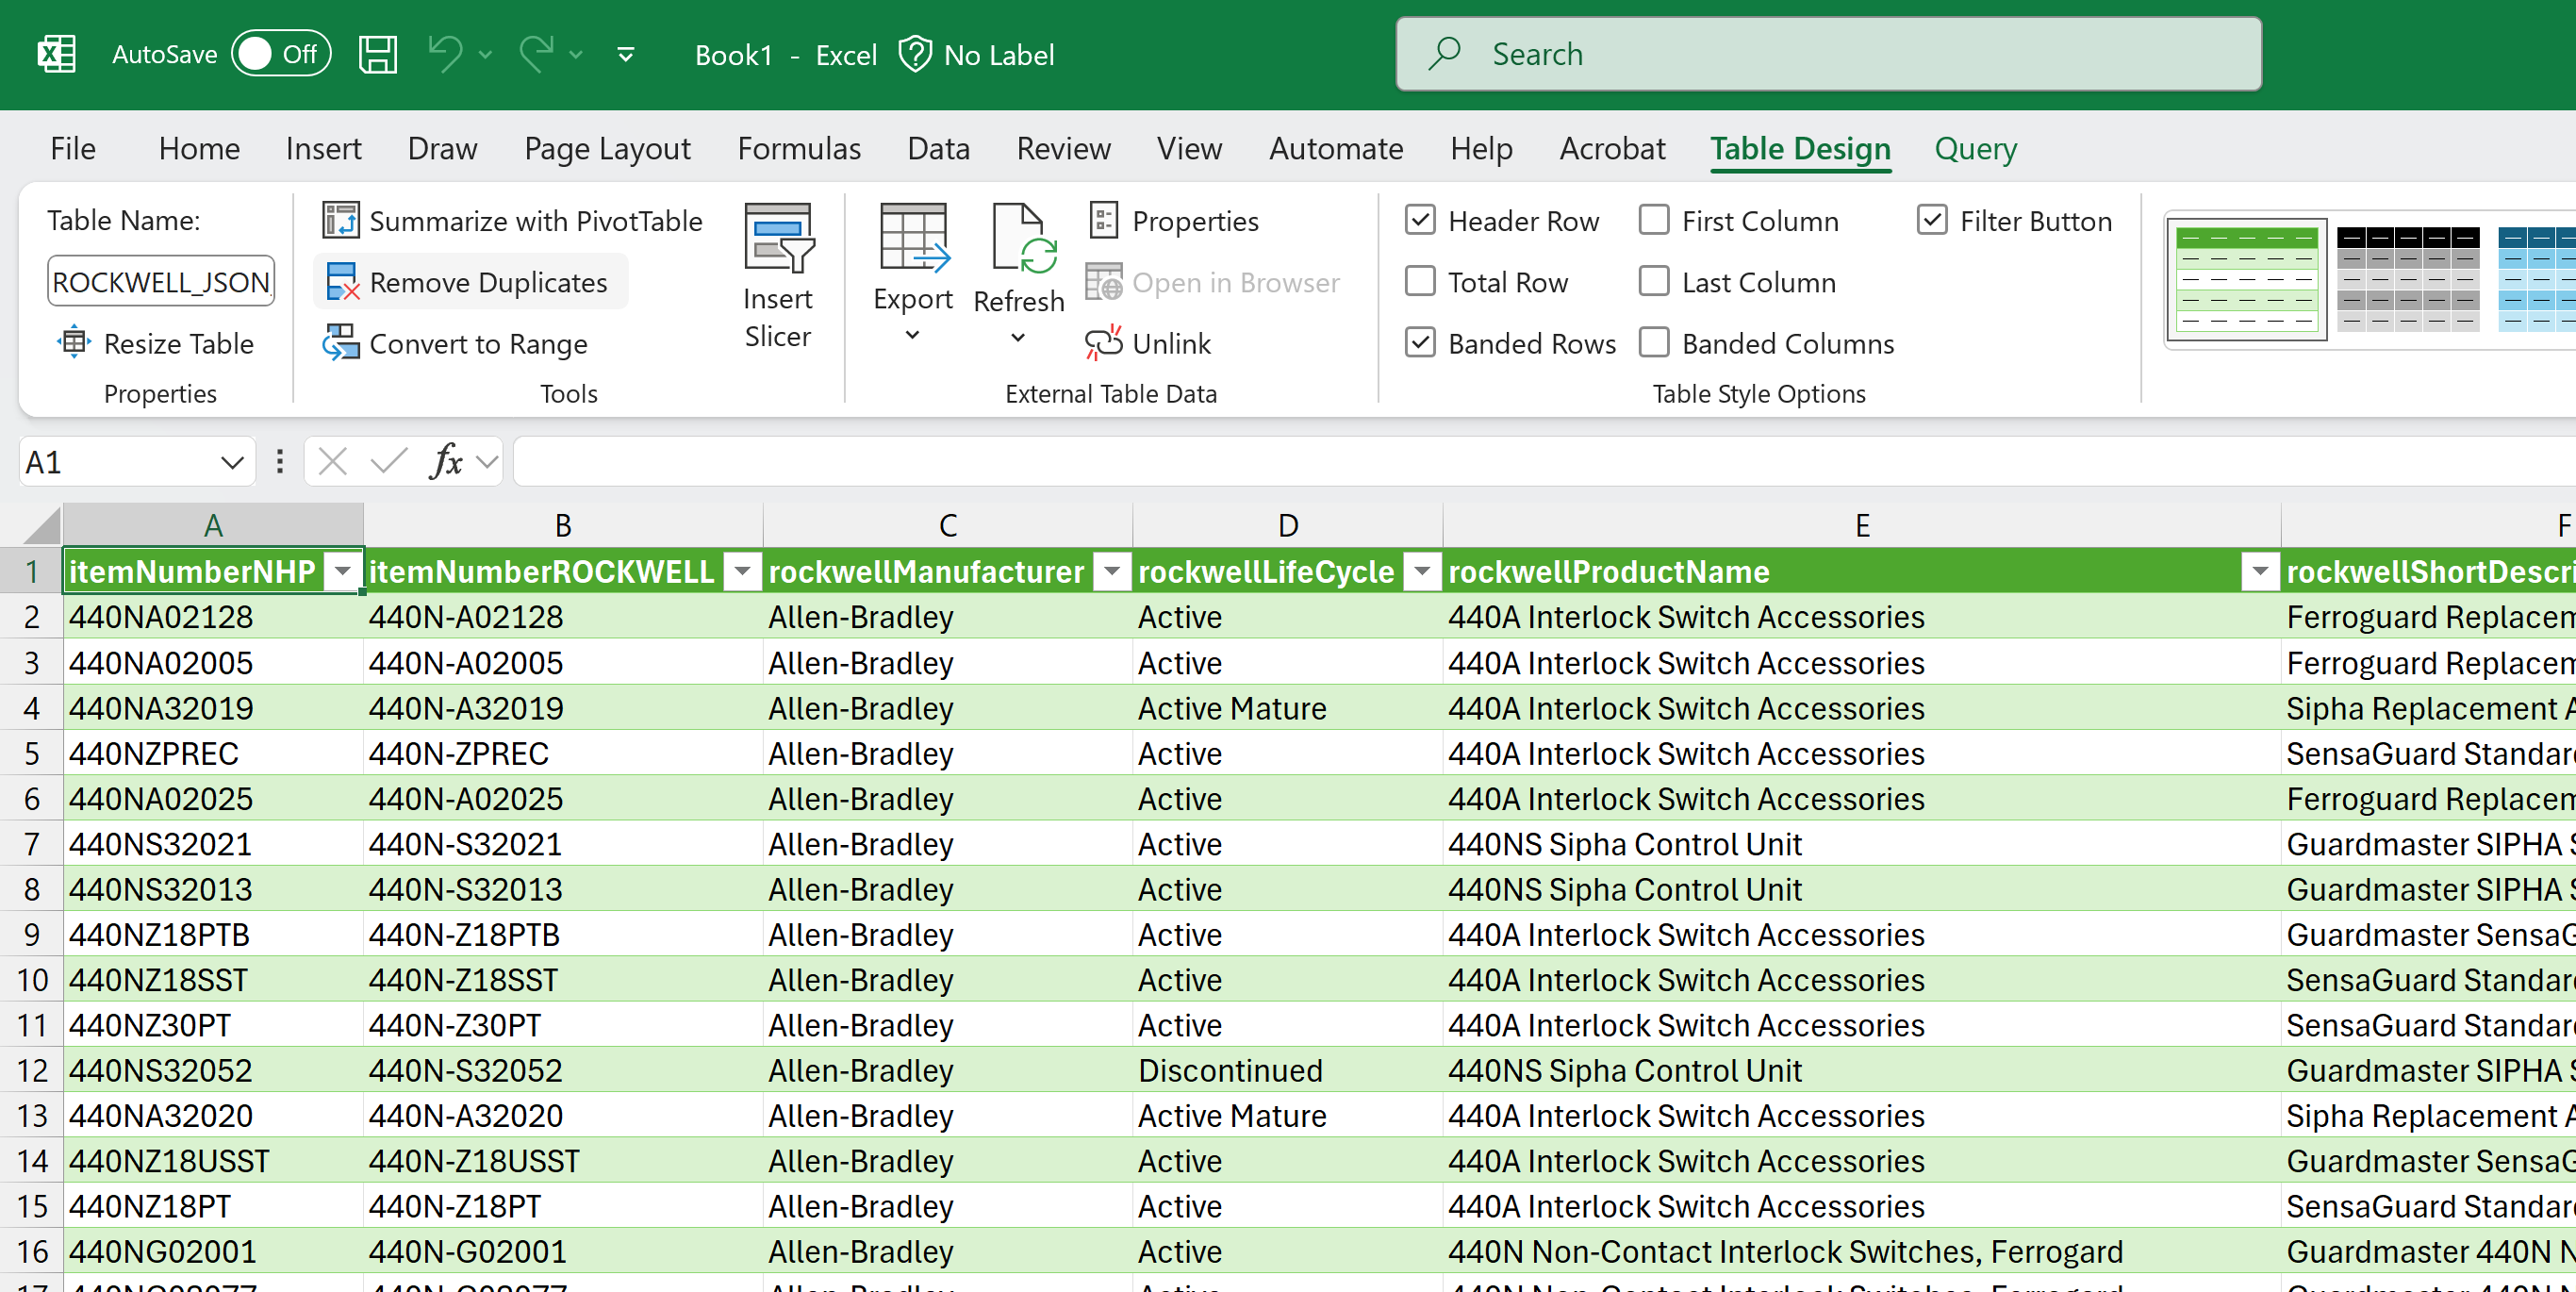 AutoSave Off Book1 - Excel No Label Search
File Home Insert Draw Page Layout Formulas Data Review View Automate Help Acrobat Table Design Query
Table Name:
ROCKWELL_JSON
Resize Table
Properties
Summarize with PivotTable
Remove Duplicates
Convert to Range
Insert
Slicer
Tools
Export
Refresh
Properties
Open in Browser
Unlink
External Table Data
Header Row First Column Filter Button
Total Row Last Column
Banded Rows Banded Columns
Table Style Options
A1 fx
A B C D E F
1 itemNumberNHP itemNumberROCKWELL rockwellManufacturer rockwellLifeCycle rockwellProductName rockwellShortDescri
2 440NA02128 440N-A02128 Allen-Bradley Active 440A Interlock Switch Accessories Ferroguard Replacem
3 440NA02005 440N-A02005 Allen-Bradley Active 440A Interlock Switch Accessories Ferroguard Replacem
4 440NA32019 440N-A32019 Allen-Bradley Active Mature 440A Interlock Switch Accessories Sipha Replacement A
5 440NZPREC 440N-ZPREC Allen-Bradley Active 440A Interlock Switch Accessories SensaGuard Standard
6 440NA02025 440N-A02025 Allen-Bradley Active 440A Interlock Switch Accessories Ferroguard Replacem
7 440NS32021 440N-S32021 Allen-Bradley Active 440NS Sipha Control Unit Guardmaster SIPHA S
8 440NS32013 440N-S32013 Allen-Bradley Active 440NS Sipha Control Unit Guardmaster SIPHA S
9 440NZ18PTB 440N-Z18PTB Allen-Bradley Active 440A Interlock Switch Accessories Guardmaster SensaG
10 440NZ18SST 440N-Z18SST Allen-Bradley Active 440A Interlock Switch Accessories SensaGuard Standard
11 440NZ30PT 440N-Z30PT Allen-Bradley Active 440A Interlock Switch Accessories SensaGuard Standard
12 440NS32052 440N-S32052 Allen-Bradley Discontinued 440NS Sipha Control Unit Guardmaster SIPHA S
13 440NA32020 440N-A32020 Allen-Bradley Active Mature 440A Interlock Switch Accessories Sipha Replacement A
14 440NZ18USST 440N-Z18USST Allen-Bradley Active 440A Interlock Switch Accessories Guardmaster SensaG
15 440NZ18PT 440N-Z18PT Allen-Bradley Active 440A Interlock Switch Accessories SensaGuard Standard
16 440NG02001 440N-G02001 Allen-Bradley Active 440N Non-Contact Interlock Switches, Ferrogard Guardmaster 440N N